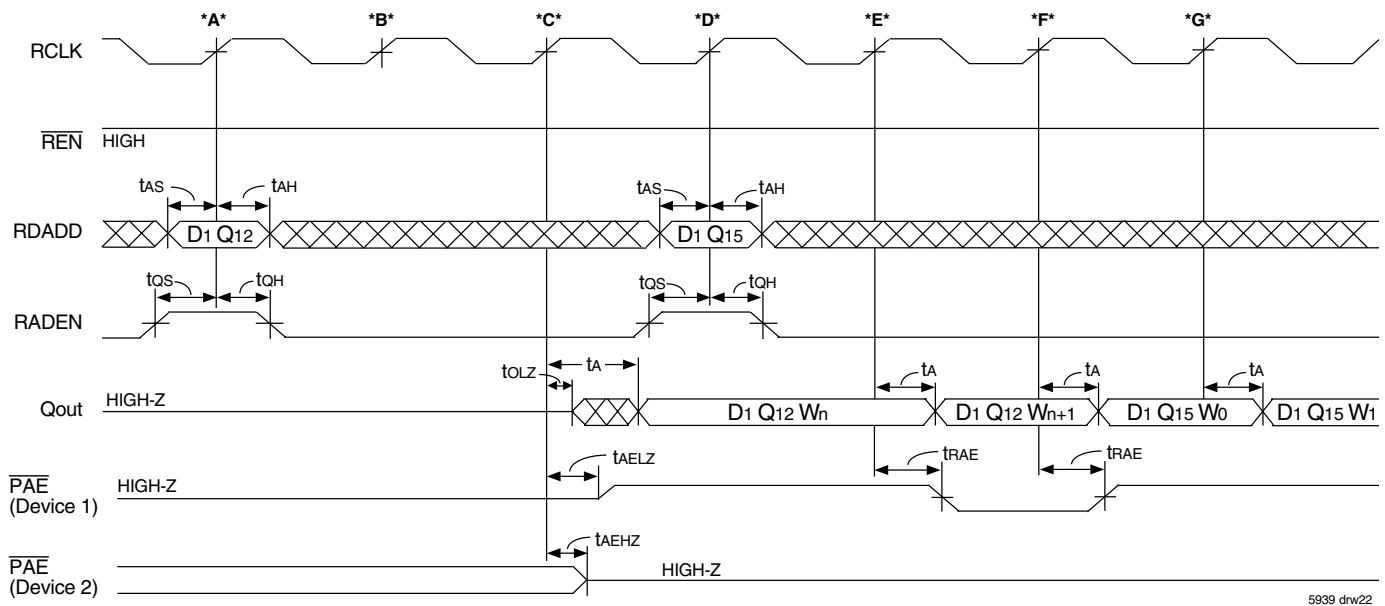 *A* *B* *C* *D* *E* *F* *G*
RCLK
REN HIGH
tAS tAH tAS tAH
RDADD D1 Q12 D1 Q15
tQS tQH tQS tQH
RADEN
tOLZ tA tA tA tA
Qout HIGH-Z D1 Q12 Wn D1 Q12 Wn+1 D1 Q15 W0 D1 Q15 W1
tAELZ tRAE tRAE
PAE HIGH-Z
(Device 1)
tAEHZ
PAE HIGH-Z
(Device 2)
5939 drw22